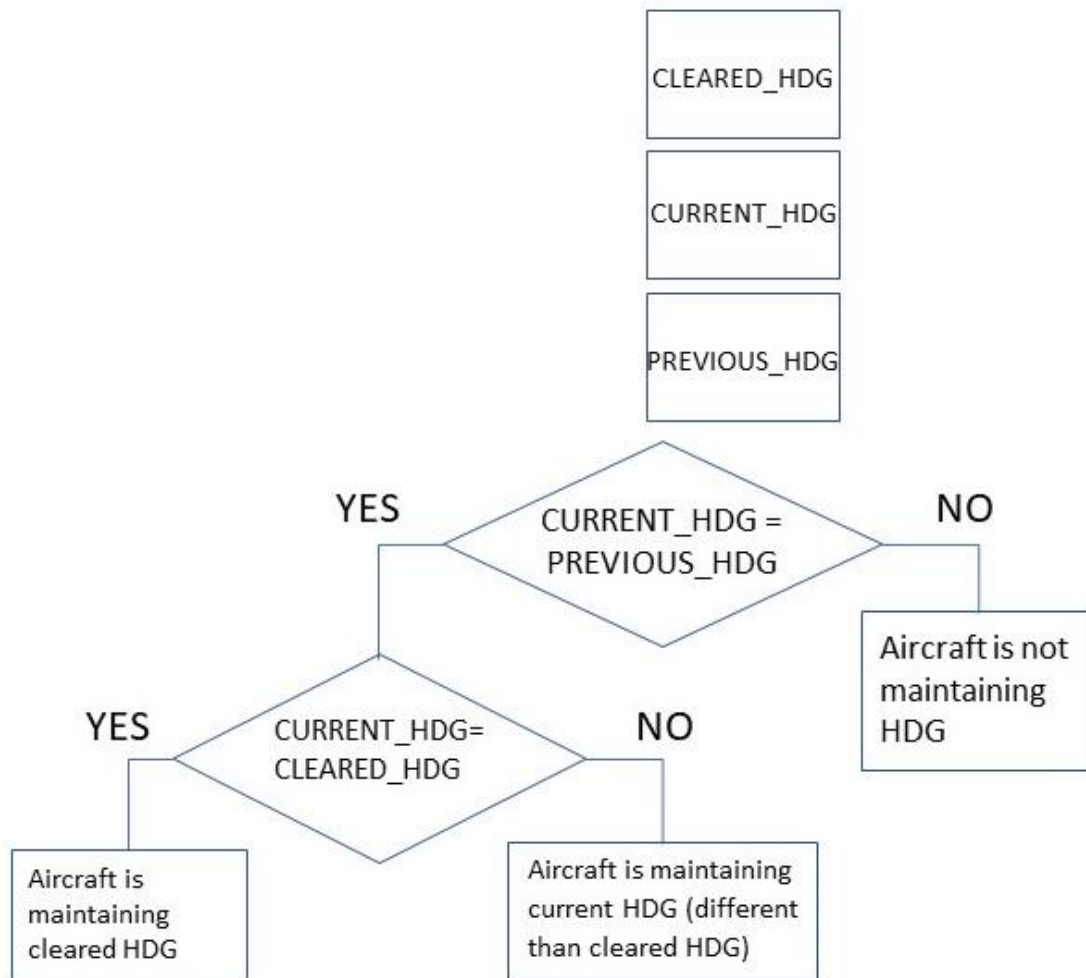 CLEARED_HDG
CURRENT_HDG
PREVIOUS_HDG
YES
CURRENT_HDG =
PREVIOUS_HDG
NO
Aircraft is not
maintaining
HDG
YES
CURRENT_HDG=
CLEARED_HDG
NO
Aircraft is
maintaining
cleared HDG
Aircraft is maintaining
current HDG (different
than cleared HDG)